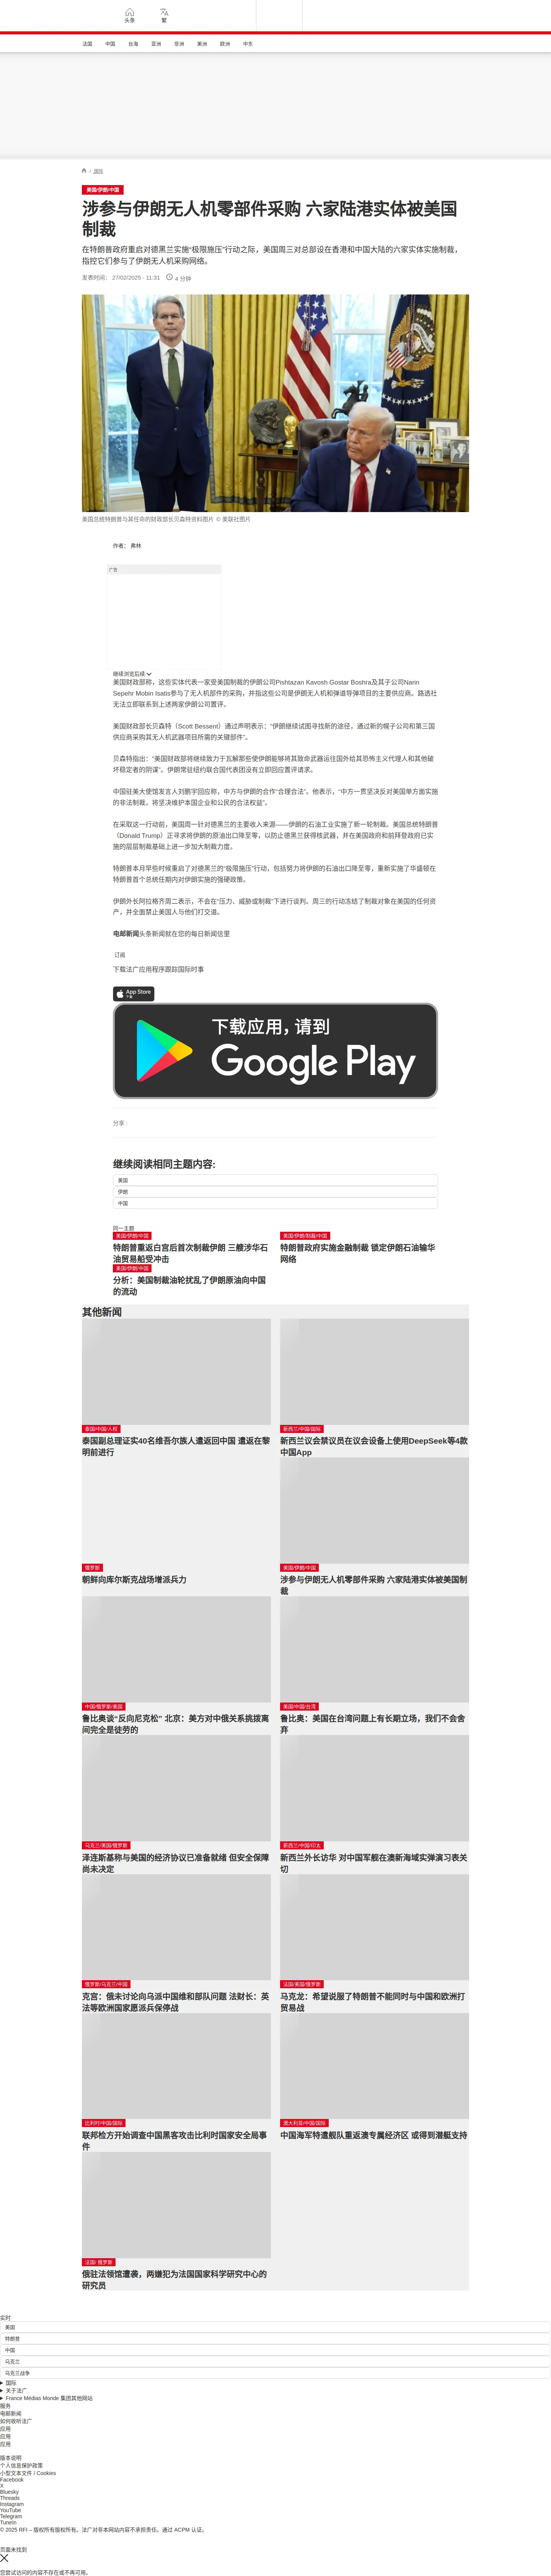 头条
繁
法国
中国
台海
亚洲
非洲
美洲
欧洲
中东
/ 国际
美国/伊朗/中国
涉参与伊朗无人机零部件采购 六家陆港实体被美国
制裁
在特朗普政府重启对德黑兰实施“极限施压”行动之际，美国周三对总部设在香港和中国大陆的六家实体实施制裁，
指控它们参与了伊朗无人机采购网络。
发表时间： 27/02/2025 - 11:31
4 分钟
美国总统特朗普与其任命的财政部长贝森特资料图片 © 美联社图片
作者： 弗林
广告
继续浏览后续
美国财政部称，这些实体代表一家受美国制裁的伊朗公司Pishtazan Kavosh Gostar Boshra及其子公司Narin
Sepehr Mobin Isatis参与了无人机部件的采购，并指这些公司是伊朗无人机和弹道导弹项目的主要供应商。路透社
无法立即联系到上述两家伊朗公司置评。
美国财政部长贝森特（Scott Bessent）通过声明表示：“伊朗继续试图寻找新的途径，通过新的幌子公司和第三国
供应商采购其无人机武器项目所需的关键部件”。
贝森特指出：“美国财政部将继续致力于瓦解那些使伊朗能够将其致命武器运往国外给其恐怖主义代理人和其他破
坏稳定者的阴谋”。伊朗常驻纽约联合国代表团没有立即回应置评请求。
中国驻美大使馆发言人刘鹏宇回应称，中方与伊朗的合作“合理合法”。他表示，“中方一贯坚决反对美国单方面实施
的非法制裁，将坚决维护本国企业和公民的合法权益”。
在采取这一行动前，美国周一针对德黑兰的主要收入来源——伊朗的石油工业实施了新一轮制裁。美国总统特朗普
（Donald Trump）正寻求将伊朗的原油出口降至零，以防止德黑兰获得核武器，并在美国政府和前拜登政府已实
施的层层制裁基础上进一步加大制裁力度。
特朗普本月早些时候重启了对德黑兰的“极限施压”行动，包括努力将伊朗的石油出口降至零，重新实施了华盛顿在
特朗普首个总统任期内对伊朗实施的强硬政策。
伊朗外长阿拉格齐周二表示，不会在“压力、威胁或制裁”下进行谈判。周三的行动冻结了制裁对象在美国的任何资
产，并全面禁止美国人与他们打交道。
电邮新闻头条新闻就在您的每日新闻信里
订阅
下载法广应用程序跟踪国际时事
App Store
下载
下载应用，请到
Google Play
分享 :
继续阅读相同主题内容:
美国
伊朗
中国
同一主题
美国/伊朗/中国
特朗普重返白宫后首次制裁伊朗 三艘涉华石
油贸易船受冲击
美国/伊朗/制裁/中国
特朗普政府实施金融制裁 锁定伊朗石油输华
网络
美国/伊朗/中国
分析：美国制裁油轮扰乱了伊朗原油向中国
的流动
其他新闻
泰国/中国/人权
泰国副总理证实40名维吾尔族人遭返回中国 遣返在黎
明前进行
新西兰/中国/国际
新西兰议会禁议员在议会设备上使用DeepSeek等4款
中国App
俄罗斯
朝鲜向库尔斯克战场增派兵力
美国/伊朗/中国
涉参与伊朗无人机零部件采购 六家陆港实体被美国制
裁
中国/俄罗斯/美国
鲁比奥谈“反向尼克松” 北京：美方对中俄关系挑拨离
间完全是徒劳的
美国/中国/台湾
鲁比奥：美国在台湾问题上有长期立场，我们不会舍
弃
乌克兰/美国/俄罗斯
泽连斯基称与美国的经济协议已准备就绪 但安全保障
尚未决定
新西兰/中国/印太
新西兰外长访华 对中国军舰在澳新海域实弹演习表关
切
俄罗斯/乌克兰/中国
克宫：俄未讨论向乌派中国维和部队问题 法财长：英
法等欧洲国家愿派兵保停战
法国/美国/俄罗斯
马克龙：希望说服了特朗普不能同时与中国和欧洲打
贸易战
比利时/中国/国际
联邦检方开始调查中国黑客攻击比利时国家安全局事
件
澳大利亚/中国/国际
中国海军特遣舰队重返澳专属经济区 或得到潜艇支持
法国/ 俄罗斯
俄驻法领馆遭袭，两嫌犯为法国国家科学研究中心的
研究员
实时
美国
特朗普
中国
乌克兰
乌克兰战争
国际
关于法广
France Médias Monde 集团其他网站
服务
电邮新闻
如何收听法广
应用
应用
应用
版本说明
个人信息保护政策
小型文本文件 / Cookies
Facebook
X
Bluesky
Threads
Instagram
YouTube
Telegram
TuneIn
© 2025 RFI – 版权所有版权所有。法广对非本网站内容不承担责任。通过 ACPM 认证。
页面未找到
您尝试访问的内容不存在或不再可用。